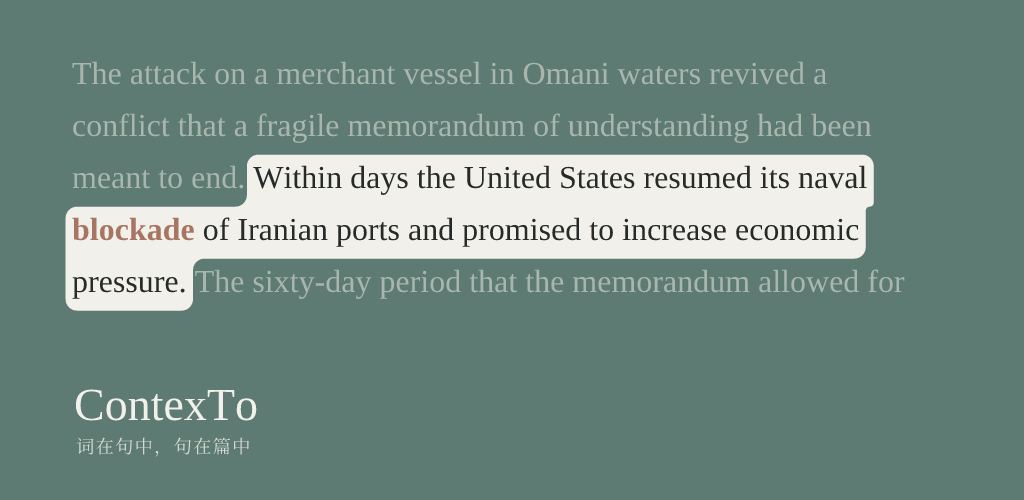 The attack on a merchant vessel in Omani waters revived a
conflict that a fragile memorandum of understanding had been
meant to end. Within days the United States resumed its naval
blockade of Iranian ports and promised to increase economic
pressure. The sixty-day period that the memorandum allowed for
ContexTo
词在句中，句在篇中